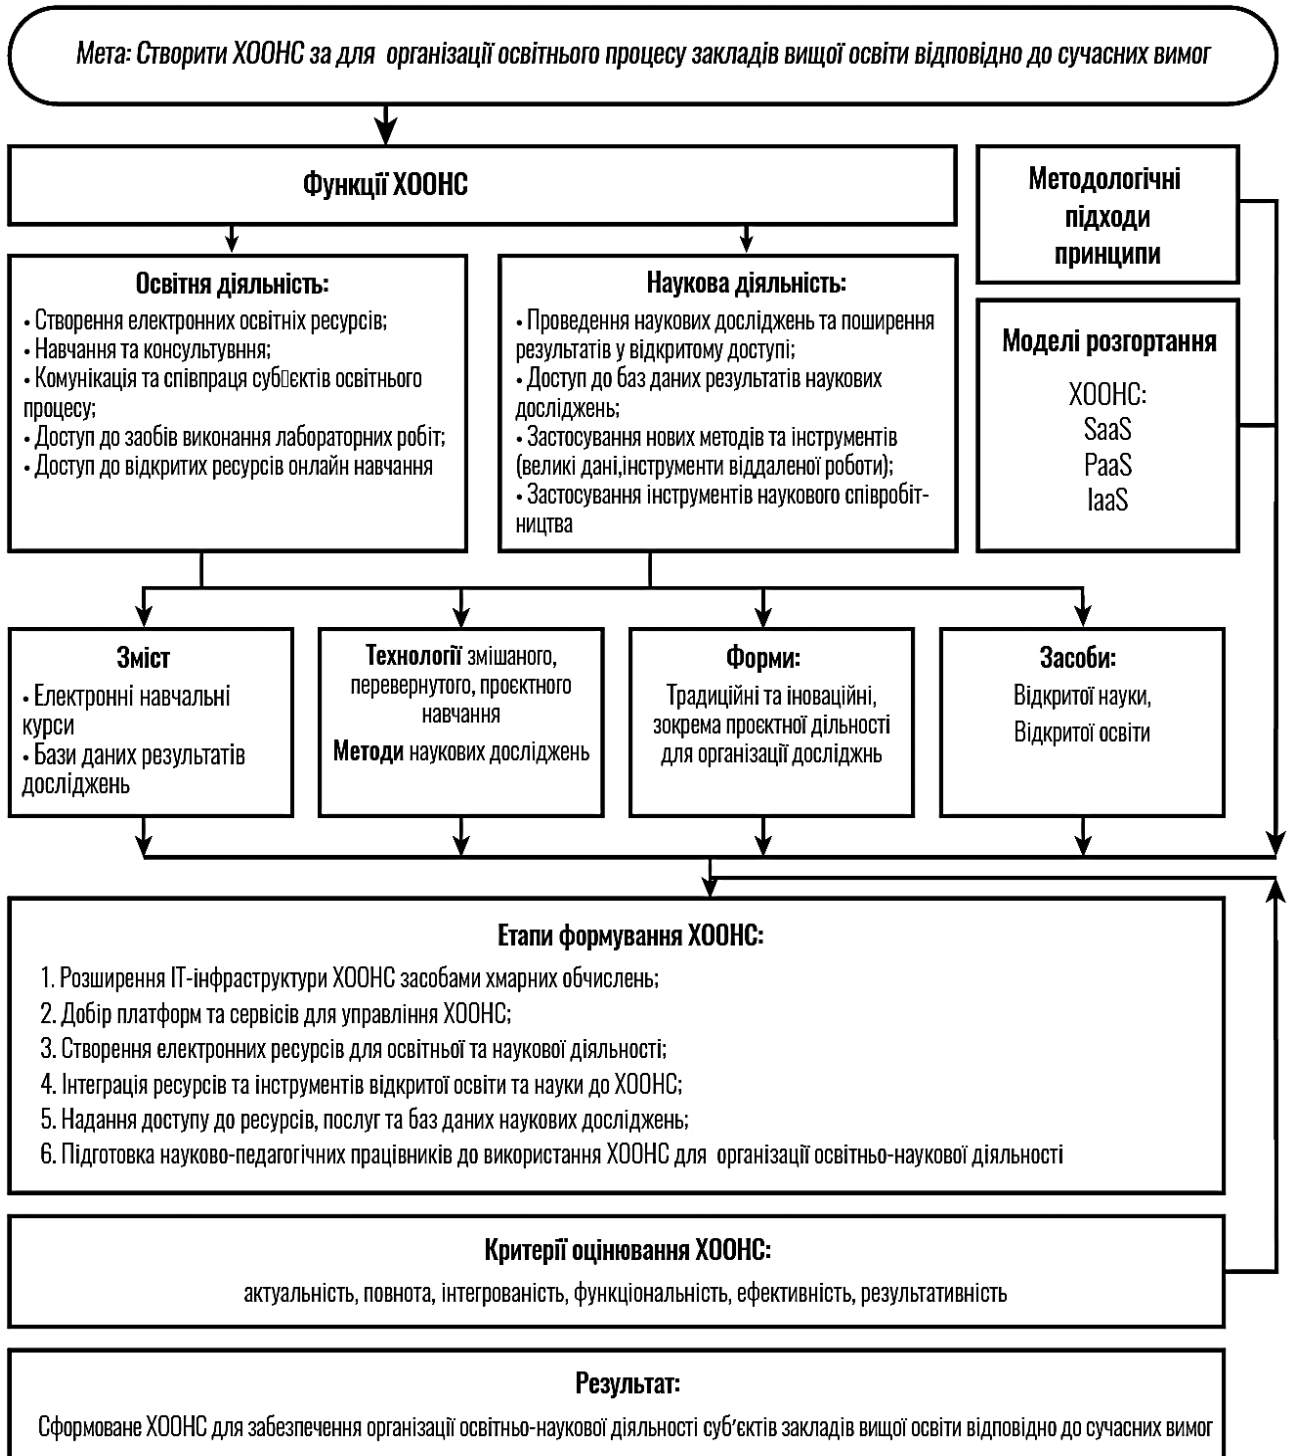 Мета: Створити ХООНС за для організації освітнього процесу закладів вищої освіти відповідно до сучасних вимог
Функції ХООНС
Методологічні
підходи
принципи
Освітня діяльність:
• Створення електронних освітніх ресурсів;
• Навчання та консультувння;
• Комунікація та співпраця суб▯єктів освітнього
процесу;
• Доступ до заобів виконання лабораторних робіт;
• Доступ до відкритих ресурсів онлайн навчання
Наукова діяльність:
• Проведення наукових досліджень та поширення
результатів у відкритому доступі;
• Доступ до баз даних результатів наукових
досліджень;
• Застосування нових методів та інструментів
(великі дані,інструменти віддаленої роботи);
• Застосування інструментів наукового співробіт-
ництва
Моделі розгортання
ХООНС:
SaaS
PaaS
IaaS
Зміст
• Електронні навчальні
курси
• Бази даних результатів
досліджень
Технології змішаного,
перевернутого, проєктного
навчання
Методи наукових досліджень
Форми:
Традиційні та іноваційні,
зокрема проєктної дільності
для організації досліджнь
Засоби:
Відкритої науки,
Відкритої освіти
Етапи формування ХООНС:
1. Розширення ІТ-інфраструктури ХООНС засобами хмарних обчислень;
2. Добір платформ та сервісів для управління ХООНС;
3. Створення електронних ресурсів для освітньої та наукової діяльності;
4. Інтеграція ресурсів та інструментів відкритої освіти та науки до ХООНС;
5. Надання доступу до ресурсів, послуг та баз даних наукових досліджень;
6. Підготовка науково-педагогічних працівників до використання ХООНС для організації освітньо-наукової діяльності
Критерії оцінювання ХООНС:
актуальність, повнота, інтегрованість, функціональність, ефективність, результативність
Результат:
Сформоване ХООНС для забезпечення організації освітньо-наукової діяльності суб'єктів закладів вищої освіти відповідно до сучасних вимог